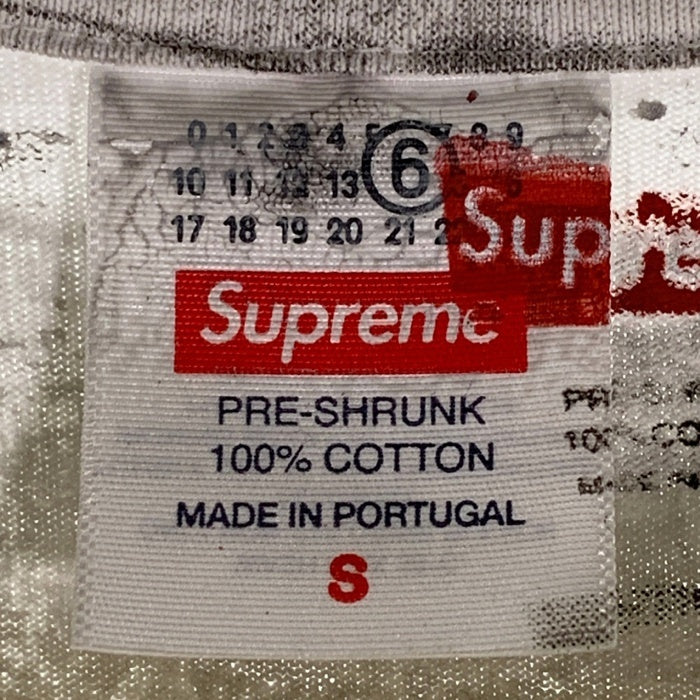 0 1 2 3 4 5 6 7 8 9
10 11 12 13
17 18 19 20 21
Supreme
Supreme
PRE-SHRUNK
100% COTTON
MADE IN PORTUGAL
S